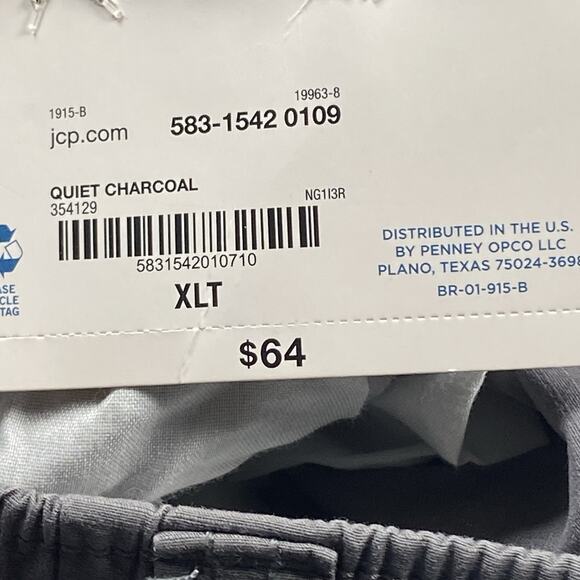 19963-8
1915-B
jcp.com 583-1542 0109
QUIET CHARCOAL
354129 NG1I3R
5831542010710
XLT
DISTRIBUTED IN THE U.S.
BY PENNEY OPCO LLC
PLANO, TEXAS 75024-3698
BR-01-915-B
TAG
$64